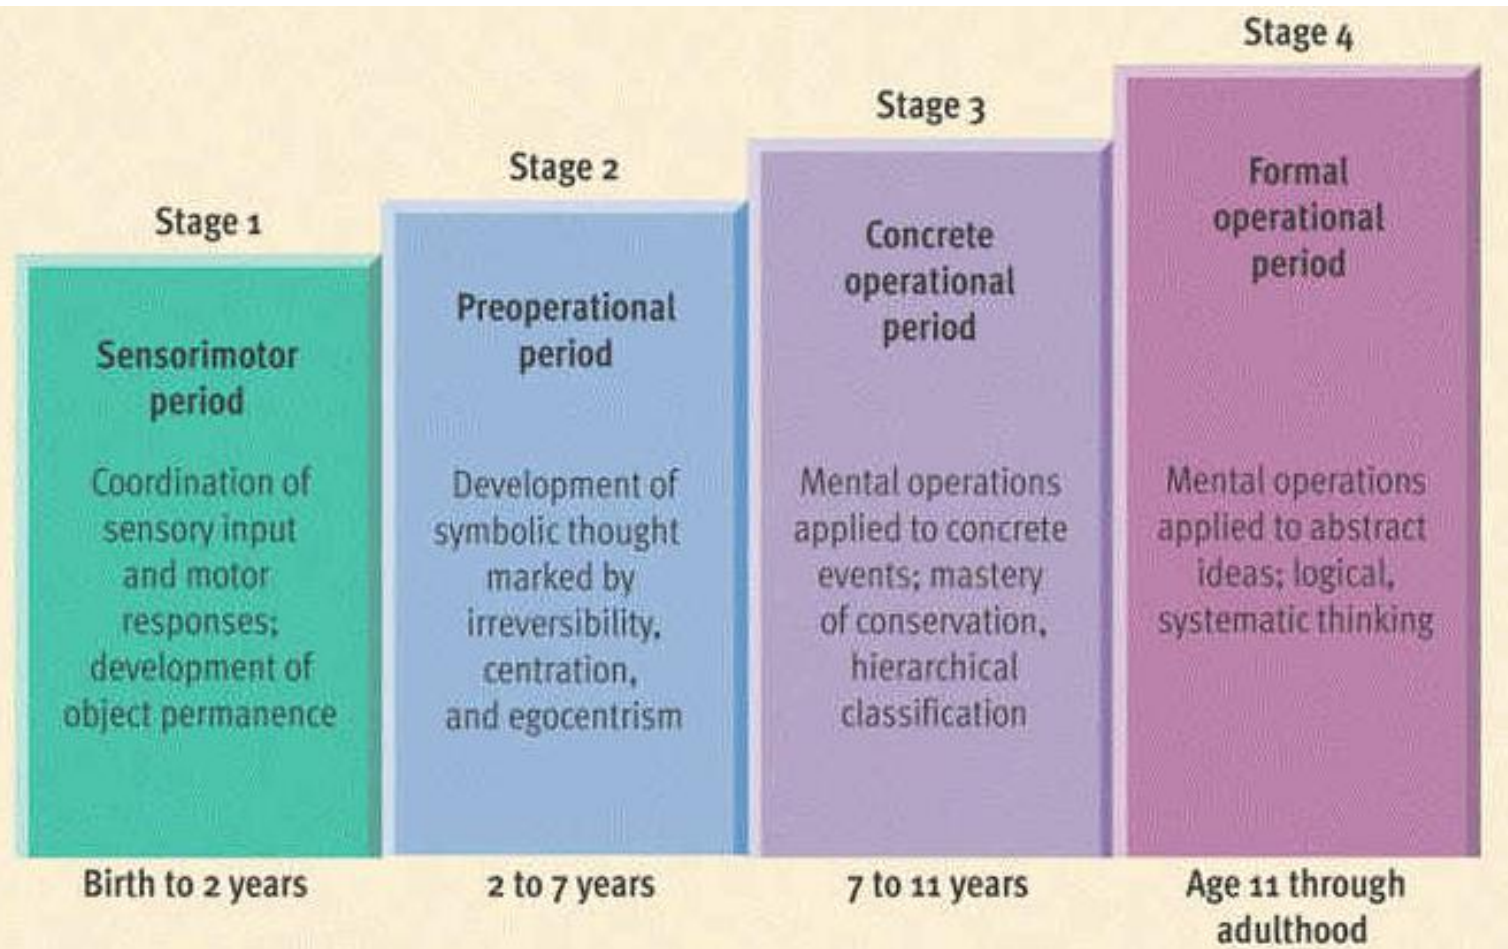 Stage 1
Sensorimotor
period
Coordination of
sensory input
and motor
responses;
development of
object permanence
Birth to 2 years
Stage 2
Preoperational
period
Development of
symbolic thought
marked by
irreversibility,
centration,
and egocentrism
2 to 7 years
Stage 3
Concrete
operational
period
Mental operations
applied to concrete
events; mastery
of conservation,
hierarchical
classification
7 to 11 years
Stage 4
Formal
operational
period
Mental operations
applied to abstract
ideas; logical,
systematic thinking
Age 11 through
adulthood